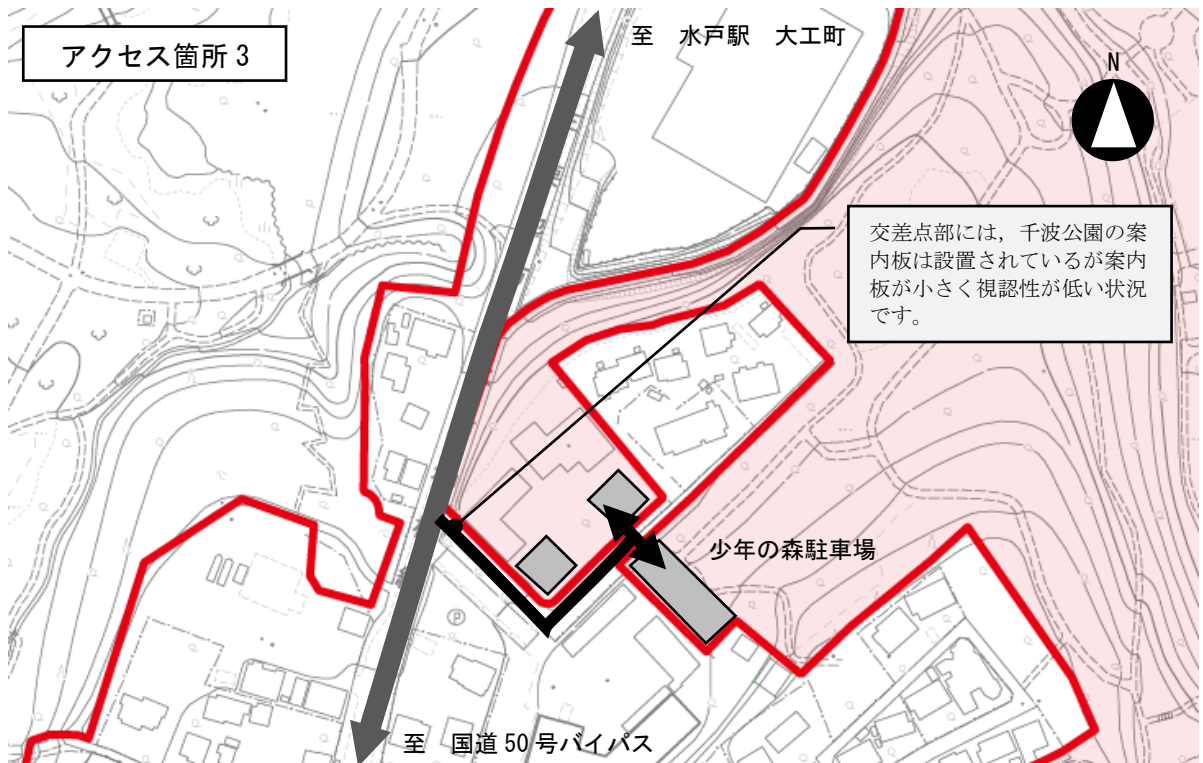 アクセス箇所 3
至 水戸駅 大工町
N
交差点部には，千波公園の案
内板は設置されているが案内
板が小さく視認性が低い状況
です。
少年の森駐車場
P
至 国道 50 号バイパス